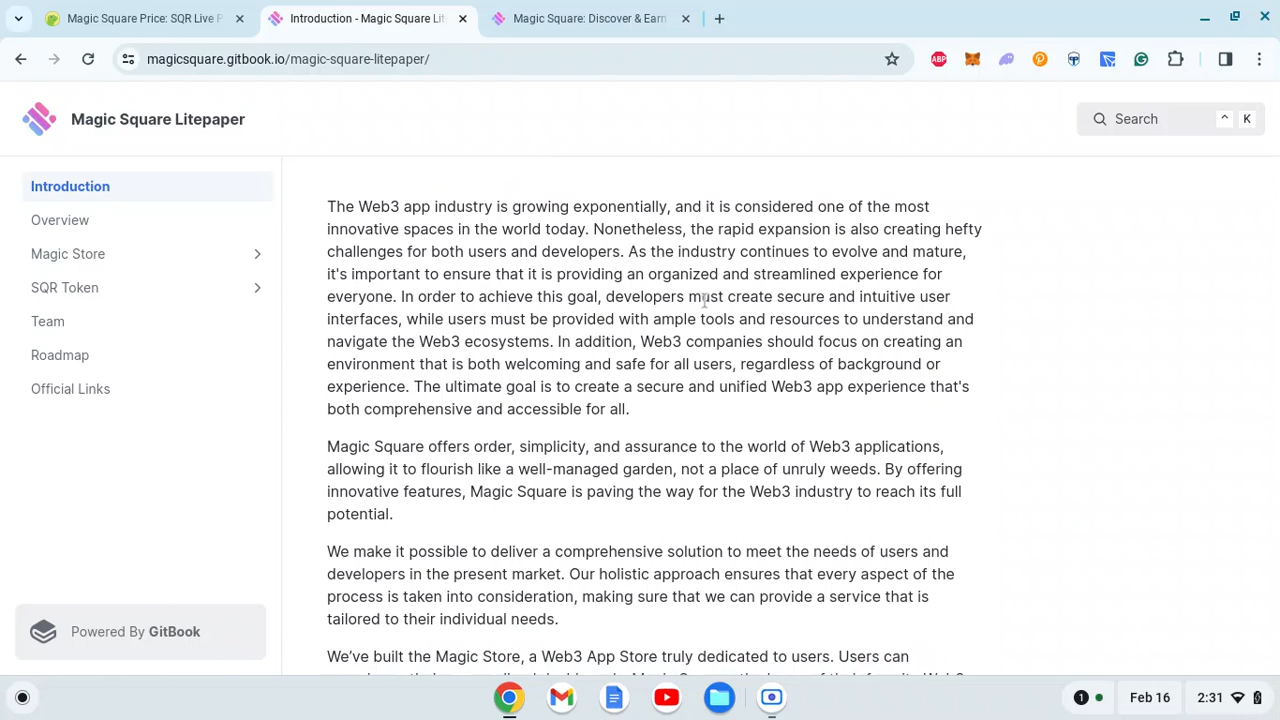 Magic Square Price: SQR Live P
Introduction - Magic Square Lit
Magic Square: Discover & Earn
magicsquare.gitbook.io/magic-square-litepaper/
ABP
Magic Square Litepaper
Search
^ K
Introduction
Overview
Magic Store
SQR Token
Team
Roadmap
Official Links
The Web3 app industry is growing exponentially, and it is considered one of the most
innovative spaces in the world today. Nonetheless, the rapid expansion is also creating hefty
challenges for both users and developers. As the industry continues to evolve and mature,
it's important to ensure that it is providing an organized and streamlined experience for
everyone. In order to achieve this goal, developers must create secure and intuitive user
interfaces, while users must be provided with ample tools and resources to understand and
navigate the Web3 ecosystems. In addition, Web3 companies should focus on creating an
environment that is both welcoming and safe for all users, regardless of background or
experience. The ultimate goal is to create a secure and unified Web3 app experience that's
both comprehensive and accessible for all.
Magic Square offers order, simplicity, and assurance to the world of Web3 applications,
allowing it to flourish like a well-managed garden, not a place of unruly weeds. By offering
innovative features, Magic Square is paving the way for the Web3 industry to reach its full
potential.
We make it possible to deliver a comprehensive solution to meet the needs of users and
developers in the present market. Our holistic approach ensures that every aspect of the
process is taken into consideration, making sure that we can provide a service that is
tailored to their individual needs.
We've built the Magic Store, a Web3 App Store truly dedicated to users. Users can
Powered By GitBook
1
Feb 16
2:31